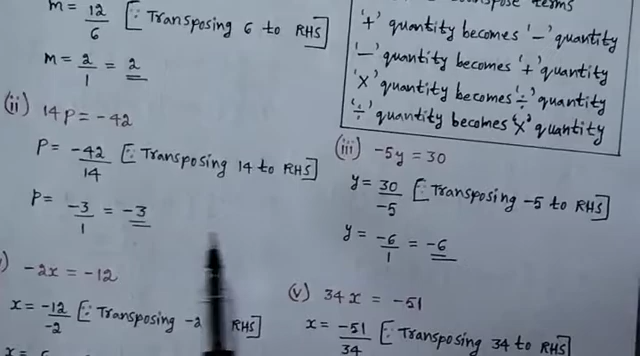 m = 12/6 [∵ Transposing 6 to RHS]
m = 2/1 = 2
transpose terms
'+' quantity becomes '−' quantity
'−' quantity becomes '+' quantity
'×' quantity becomes '÷' quantity
'÷' quantity becomes '×' quantity
(ii) 14P = -42
P = -42/14 [∵ Transposing 14 to RHS]
P = -3/1 = -3
(iii) -5y = 30
y = 30/-5 [∵ Transposing -5 to RHS]
y = -6/1 = -6
-2x = -12
x = -12/-2 [∵ Transposing -2 RHS]
(v) 34x = -51
x = -51/34 [∵ Transposing 34 to RHS]